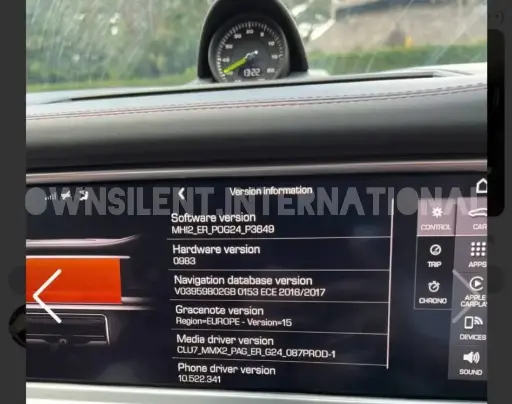 13:22
Version information
OWNSILENT.INTERNATIONAL
Software version
MHI2_ER_POG24_P3649
Hardware version
0983
Navigation database version
V03959802GB 0153 ECE 2016/2017
Gracenote version
Region=EUROPE - Version=15
Media driver version
CLU7_MMX2_PAG_ER_G24_087PROD-1
Phone driver version
10.522.341
CONTROL
CAR
TRIP
APPS
CHRONO
APPLE
CARPLAY
DEVICES
SOUND